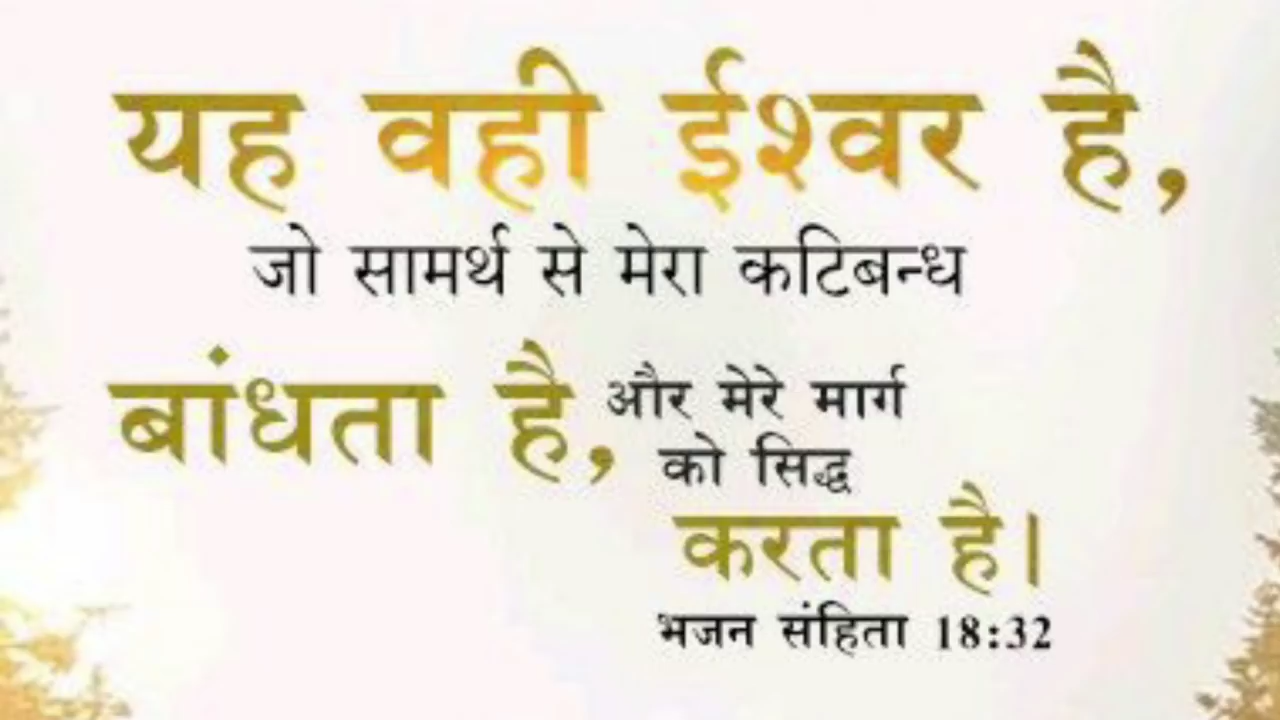 यह वही ईश्वर है,
जो सामर्थ से मेरा कटिबन्ध
बांधता है, और मेरे मार्ग
को सिद्ध
करता है।
भजन संहिता 18:32